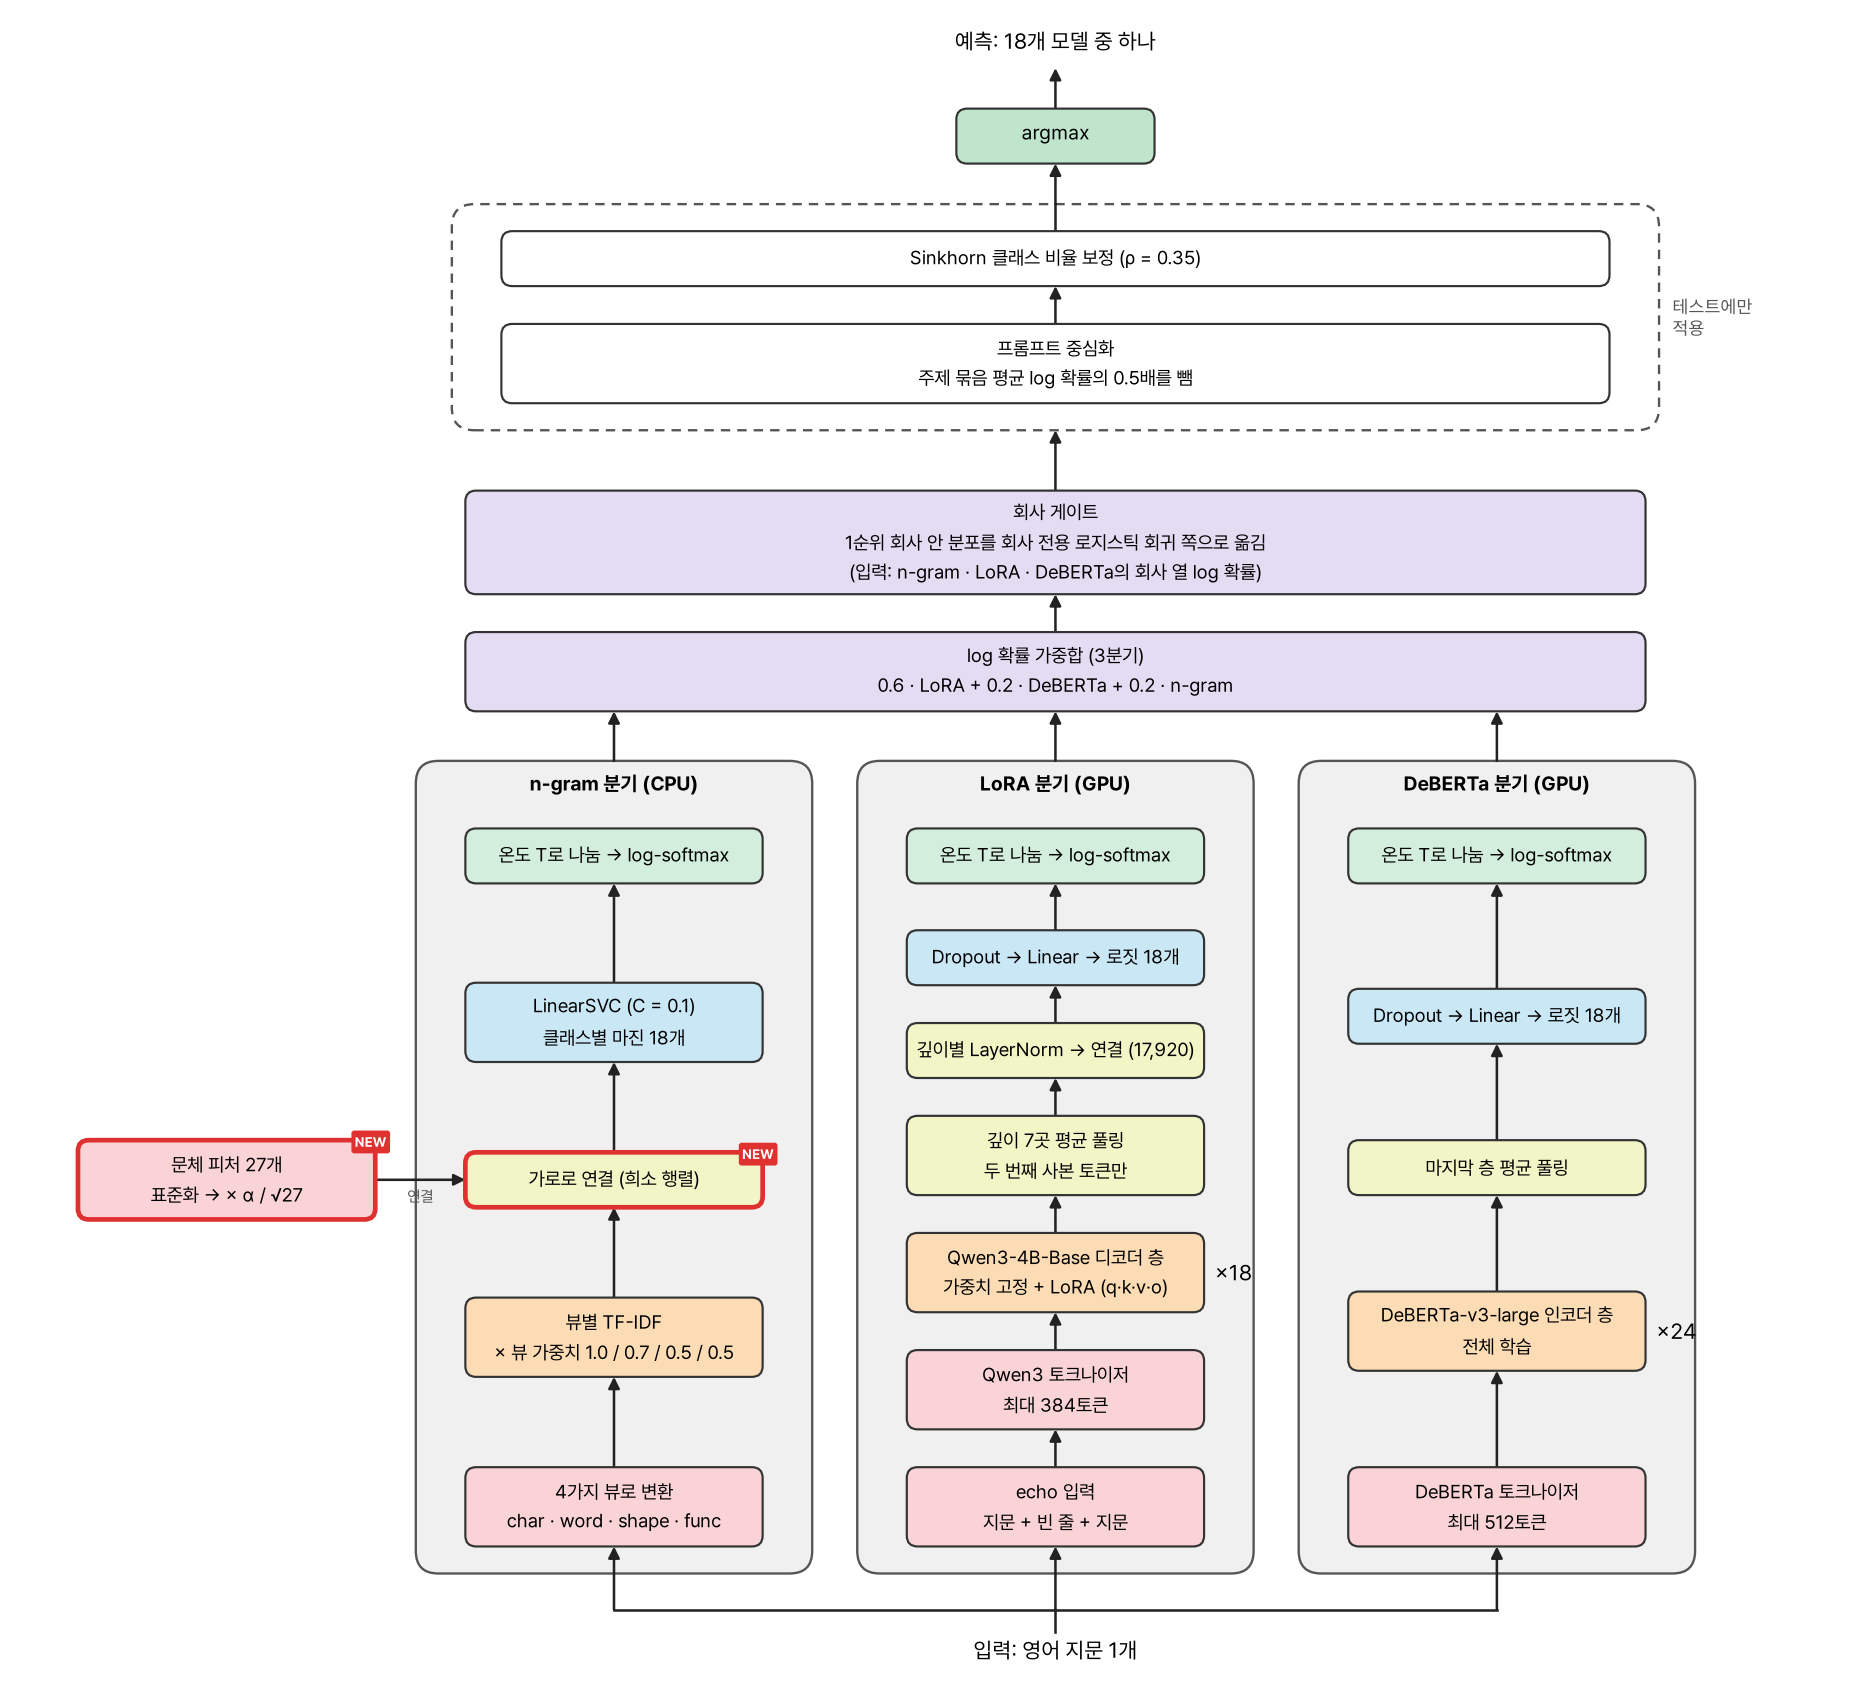 예측: 18개 모델 중 하나
argmax
Sinkhorn 클래스 비율 보정 (ρ = 0.35)
프롬프트 중심화
주제 묶음 평균 log 확률의 0.5배를 뺌
테스트에만
적용
회사 게이트
1순위 회사 안 분포를 회사 전용 로지스틱 회귀 쪽으로 옮김
(입력: n-gram · LoRA · DeBERTa의 회사 열 log 확률)
log 확률 가중합 (3분기)
0.6 · LoRA + 0.2 · DeBERTa + 0.2 · n-gram
n-gram 분기 (CPU)
온도 T로 나눔 → log-softmax
LinearSVC (C = 0.1)
클래스별 마진 18개
NEW
가로로 연결 (희소 행렬)
NEW
문체 피처 27개
표준화 → × α / √27
연결
뷰별 TF-IDF
× 뷰 가중치 1.0 / 0.7 / 0.5 / 0.5
4가지 뷰로 변환
char · word · shape · func
LoRA 분기 (GPU)
온도 T로 나눔 → log-softmax
Dropout → Linear → 로짓 18개
깊이별 LayerNorm → 연결 (17,920)
깊이 7곳 평균 풀링
두 번째 사본 토큰만
Qwen3-4B-Base 디코더 층
가중치 고정 + LoRA (q·k·v·o)
×18
Qwen3 토크나이저
최대 384토큰
echo 입력
지문 + 빈 줄 + 지문
DeBERTa 분기 (GPU)
온도 T로 나눔 → log-softmax
Dropout → Linear → 로짓 18개
마지막 층 평균 풀링
DeBERTa-v3-large 인코더 층
전체 학습
×24
DeBERTa 토크나이저
최대 512토큰
입력: 영어 지문 1개